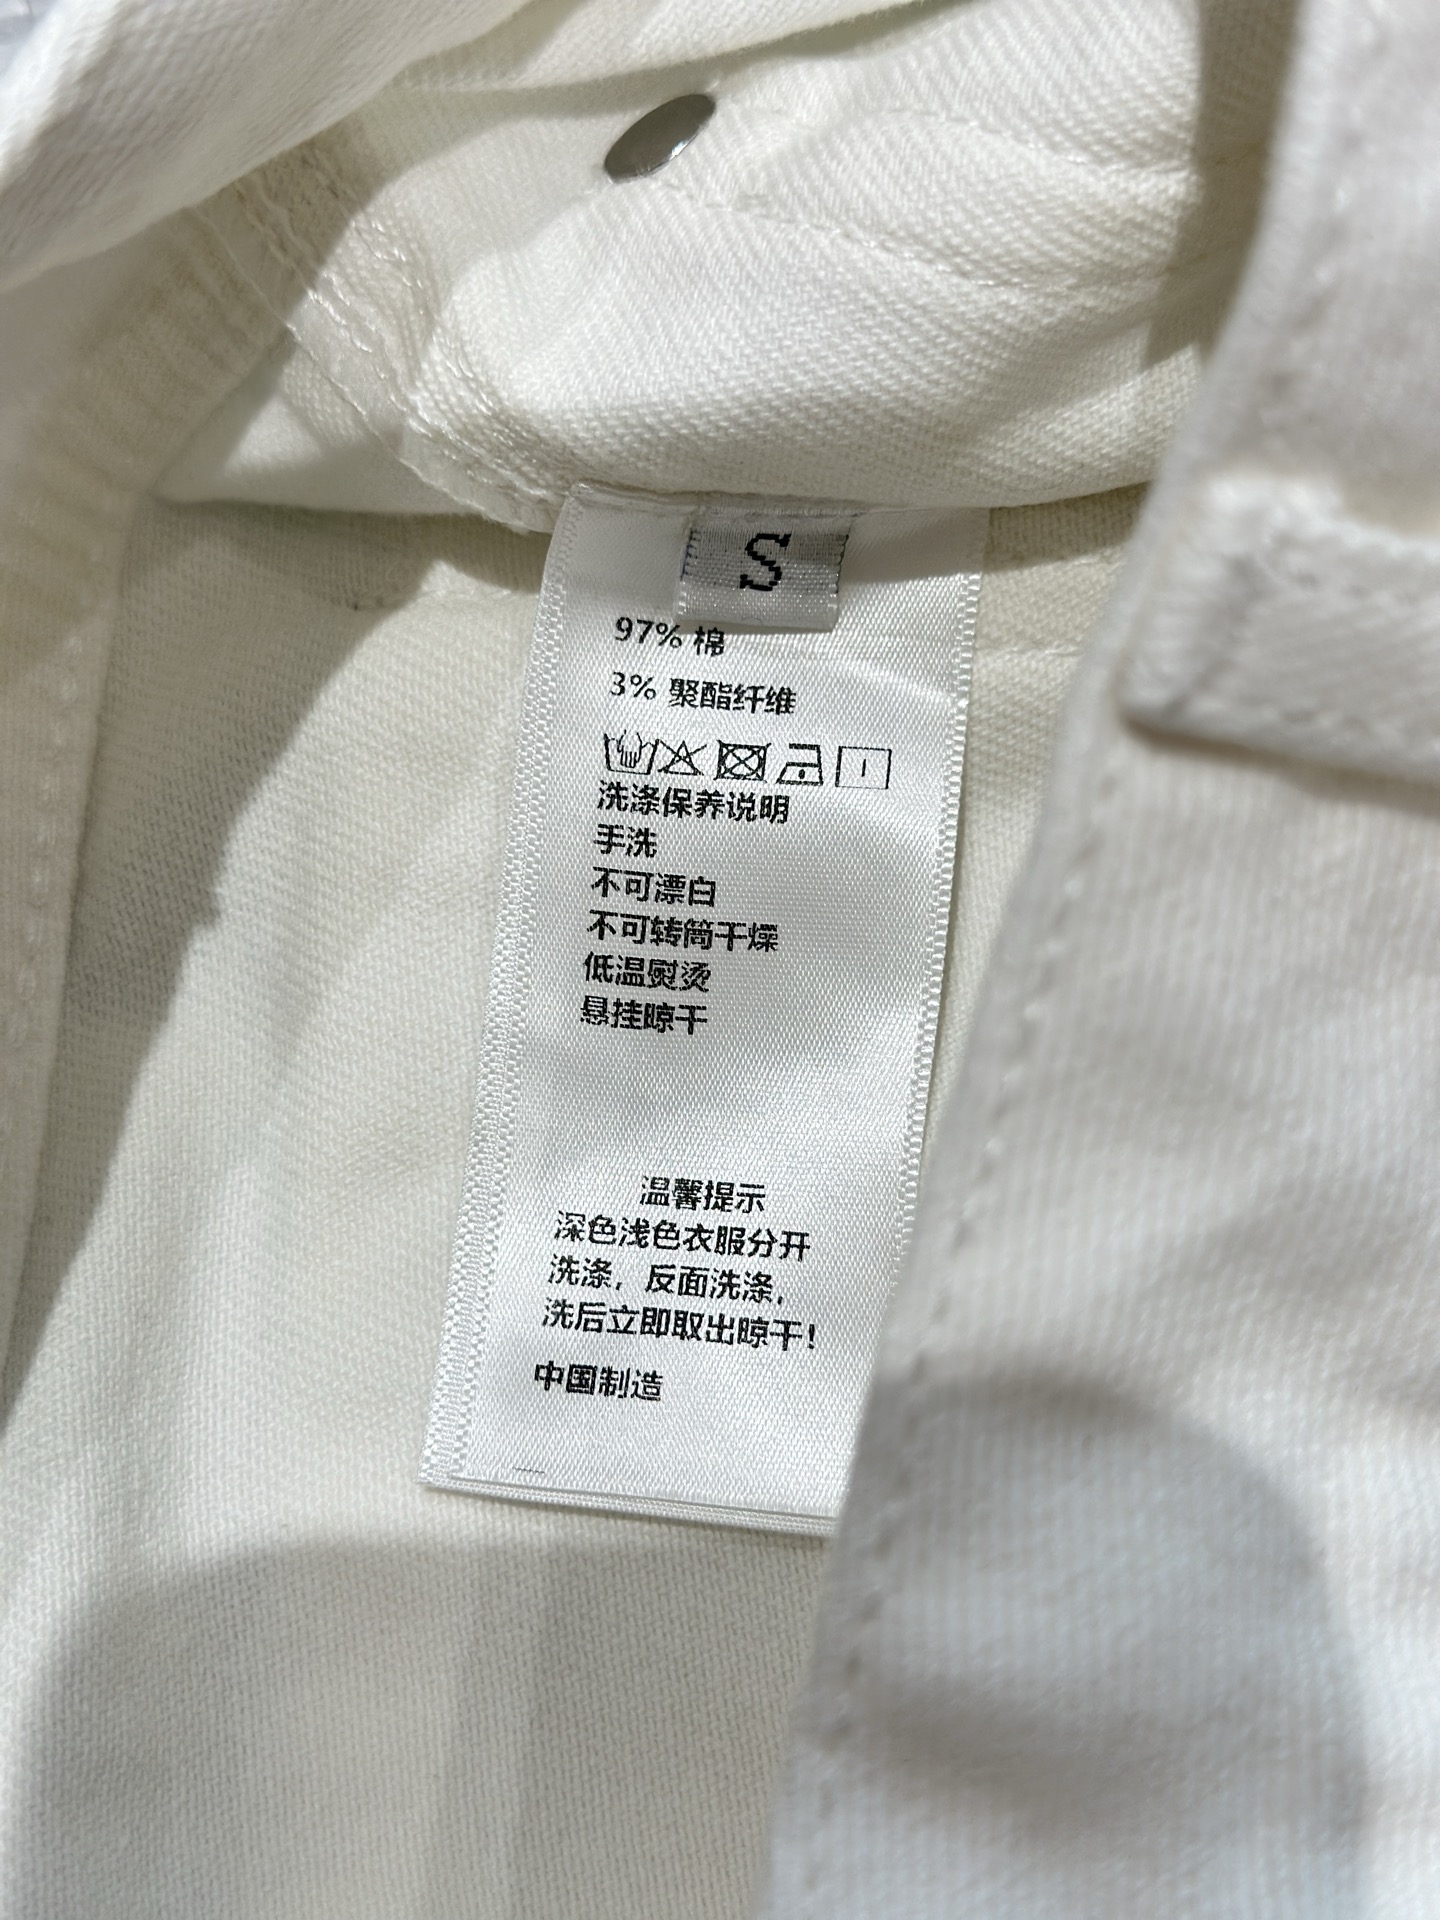 S
97% 棉
3% 聚酯纤维
洗涤保养说明
手洗
不可漂白
不可转筒干燥
低温熨烫
悬挂晾干
温馨提示
深色浅色衣服分开
洗涤，反面洗涤，
洗后立即取出晾干！
中国制造